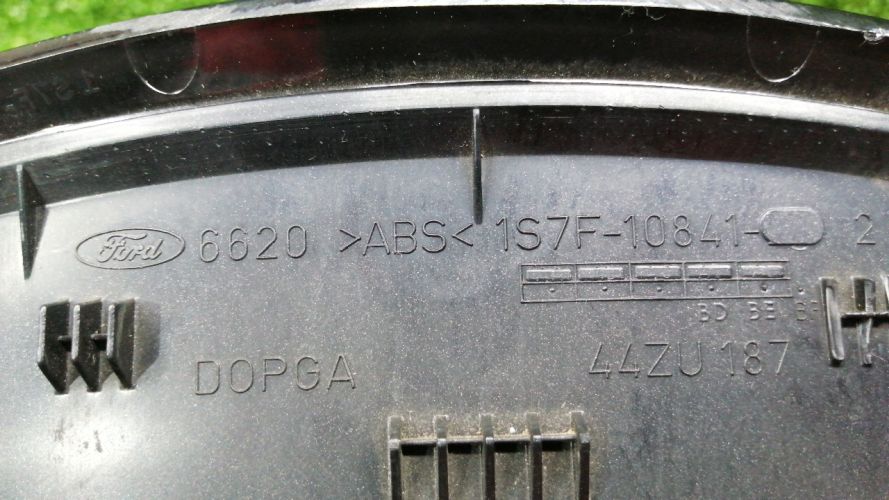 Ford 6620 >ABS< 1S7F-10841- 2
BD BE
DOPGA 44ZU 187